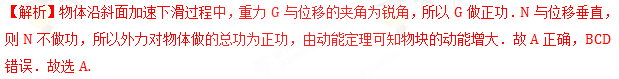 【解析】物体沿斜面加速下滑过程中，重力 G 与位移的夹角为锐角，所以 G 做正功．N 与位移垂直，
则 N 不做功，所以外力对物体做的总功为正功，由动能定理可知物块的动能增大．故 A 正确，BCD
错误．故选 A.